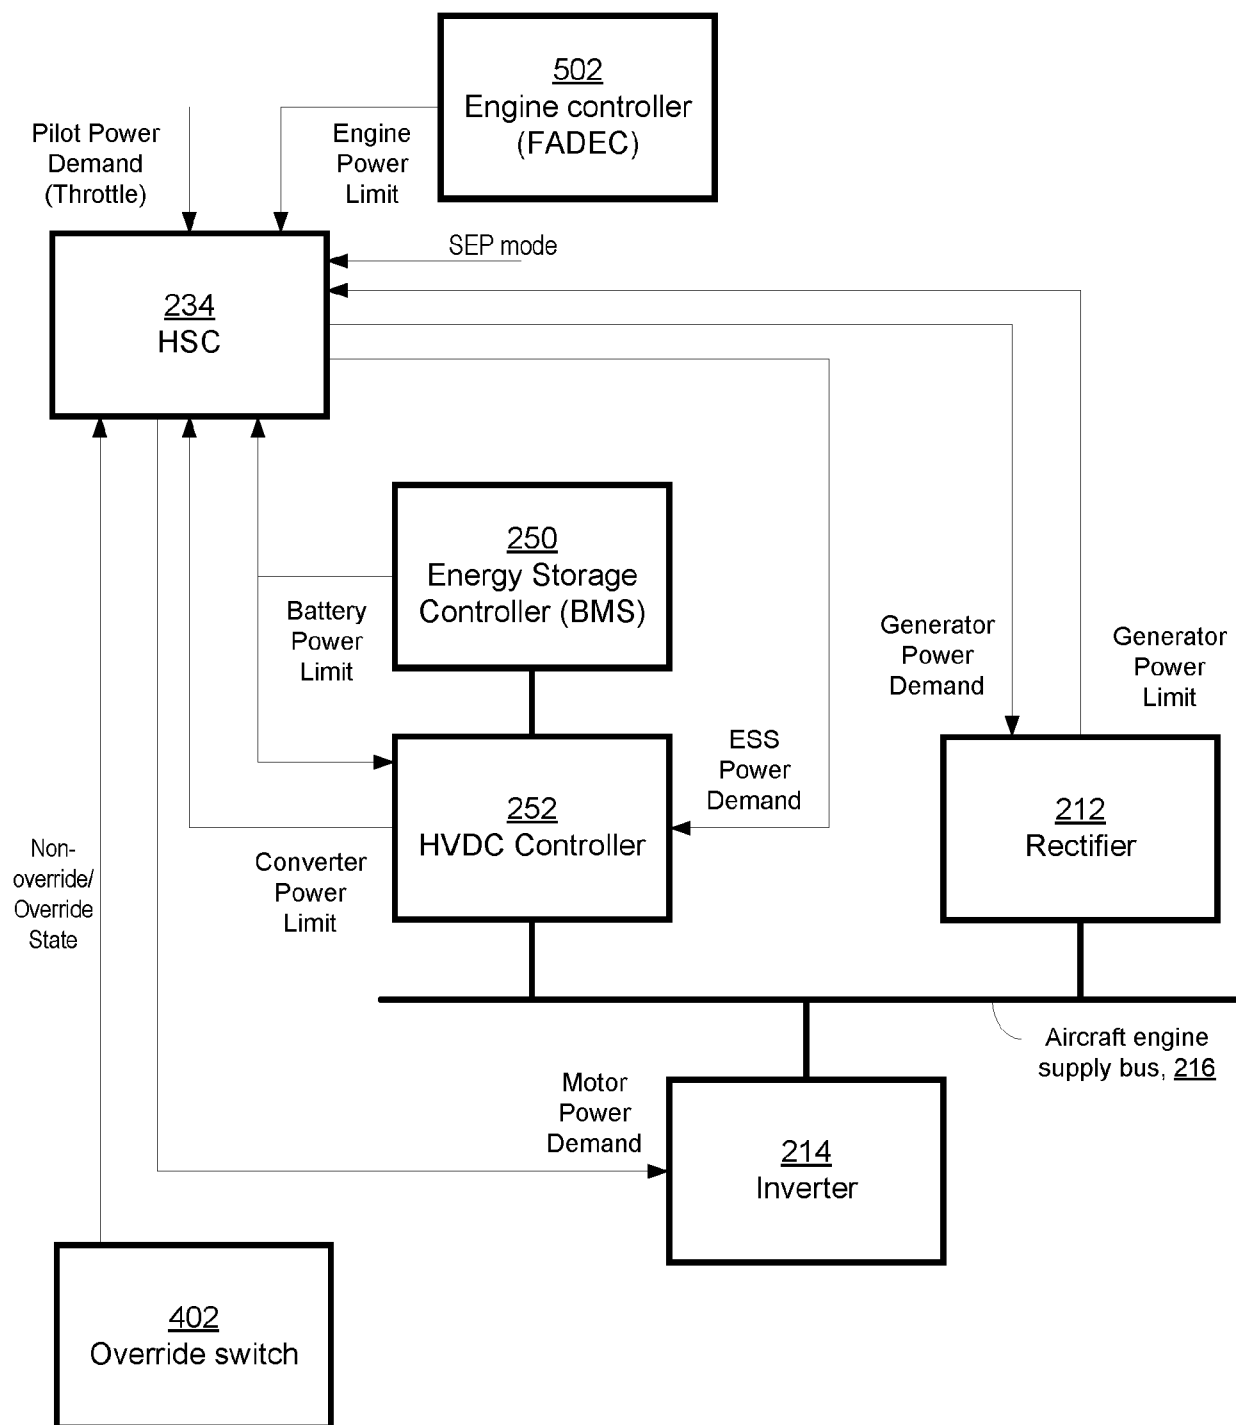 502
Engine controller
(FADEC)
Pilot Power
Demand
(Throttle)
Engine
Power
Limit
SEP mode
234
HSC
250
Energy Storage
Controller (BMS)
Battery
Power
Limit
Generator
Power
Demand
Generator
Power
Limit
ESS
Power
Demand
252
HVDC Controller
212
Rectifier
Converter
Power
Limit
Non-
override/
Override
State
Aircraft engine
supply bus, 216
Motor
Power
Demand
214
Inverter
402
Override switch